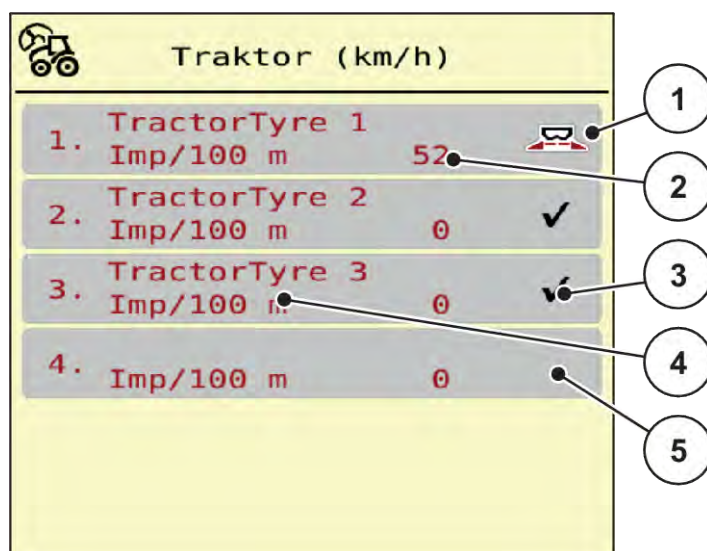 Traktor (km/h)
1. TractorTyre 1
Imp/100 m 52
2. TractorTyre 2
Imp/100 m 0
3. TractorTyre 3
Imp/100 m 0
4.
Imp/100 m 0
1
2
3
4
5